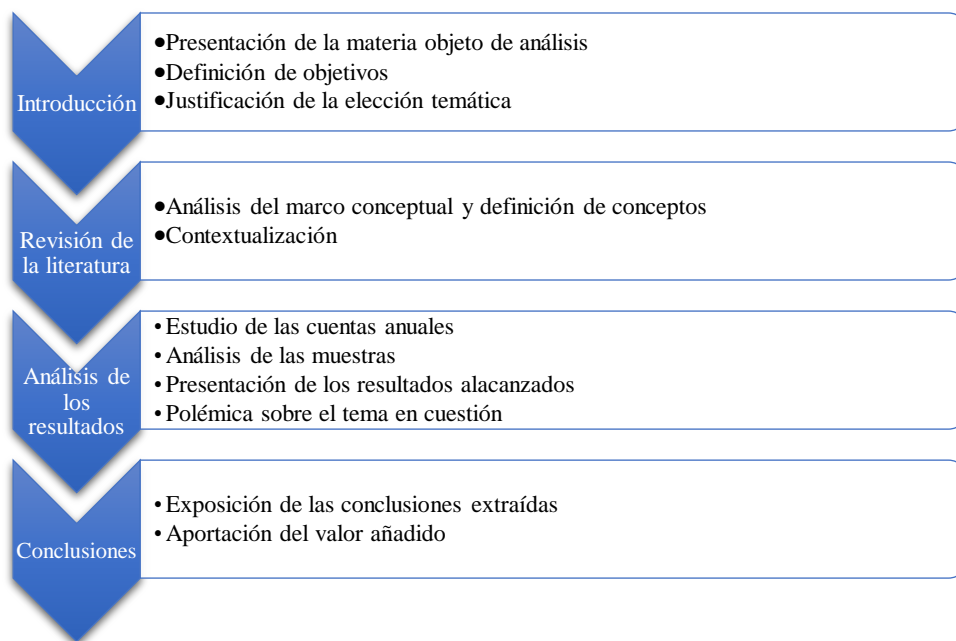 Introducción
•Presentación de la materia objeto de análisis
•Definición de objetivos
•Justificación de la elección temática
Revisión de
la literatura
•Análisis del marco conceptual y definición de conceptos
•Contextualización
Análisis de
los
resultados
• Estudio de las cuentas anuales
• Análisis de las muestras
• Presentación de los resultados alacanzados
• Polémica sobre el tema en cuestión
Conclusiones
• Exposición de las conclusiones extraídas
• Aportación del valor añadido